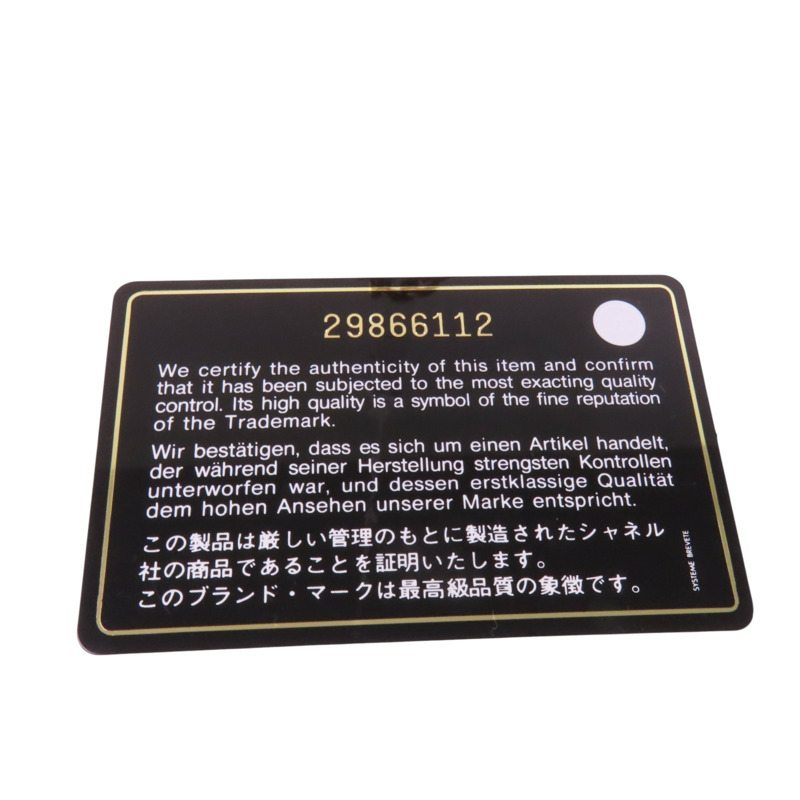 29866112
We certify the authenticity of this item and confirm
that it has been subjected to the most exacting quality
control. Its high quality is a symbol of the fine reputation
of the Trademark.
Wir bestätigen, dass es sich um einen Artikel handelt,
der während seiner Herstellung strengsten Kontrollen
unterworfen war, und dessen erstklassige Qualität
dem hohen Ansehen unserer Marke entspricht.
この製品は厳しい管理のもとに製造されたシャネル
社の商品であることを証明いたします。
このブランド・マークは最高級品質の象徴です。
SYSTEME BREVETE